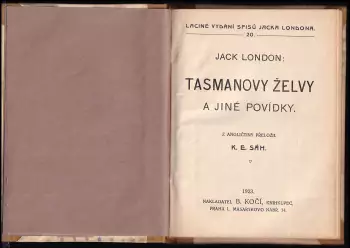 LACINÉ VYDÁNÍ SPISŮ JACKA LONDONA.
20.
JACK LONDON:
TASMANOVY ŽELVY
A JINÉ POVÍDKY.
Z ANGLIČTINY PŘELOŽIL
K. E. SÁH.
1923.
NAKLADATEL B. KOČÍ, KNIHKUPEC,
PRAHA I. MASARYKOVO NÁBŘ. 14.